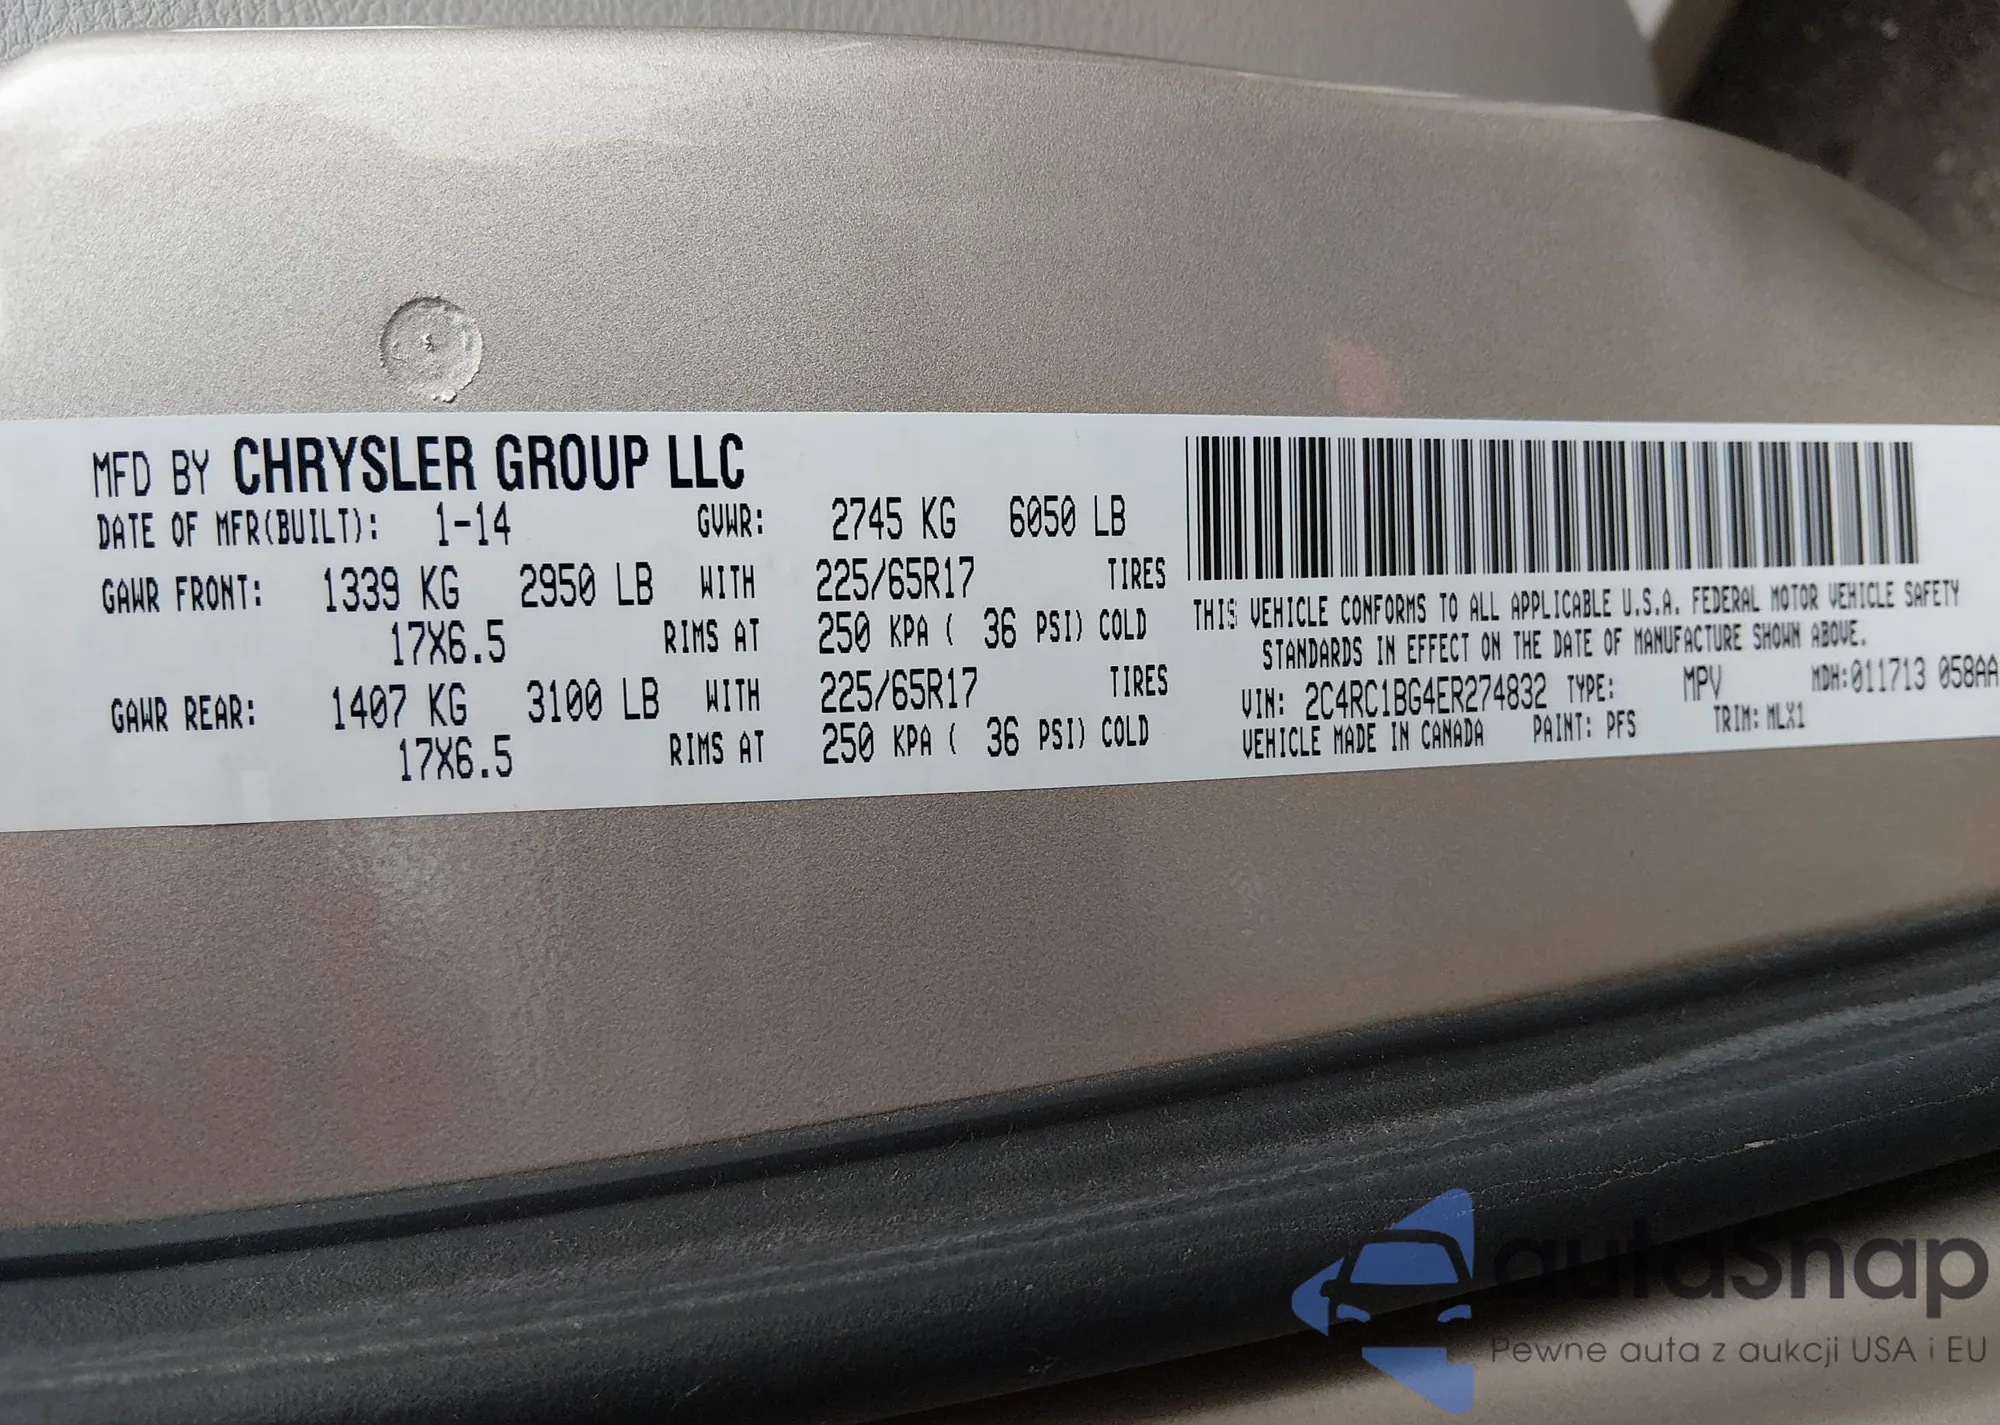 MFD BY CHRYSLER GROUP LLC
DATE OF MFR(BUILT): 1-14 GVWR: 2745 KG 6050 LB
GAWR FRONT: 1339 KG 2950 LB WITH 225/65R17 TIRES
17X6.5 RIMS AT 250 KPA ( 36 PSI) COLD
GAWR REAR: 1407 KG 3100 LB WITH 225/65R17 TIRES
17X6.5 RIMS AT 250 KPA ( 36 PSI) COLD
THIS VEHICLE CONFORMS TO ALL APPLICABLE U.S.A. FEDERAL MOTOR VEHICLE SAFETY
STANDARDS IN EFFECT ON THE DATE OF MANUFACTURE SHOWN ABOVE.
VIN: 2C4RC1BG4ER274832 TYPE: MPV MDH:011713 058AA
VEHICLE MADE IN CANADA PAINT: PFS TRIM: MLX1
autaSnap
Pewne auta z aukcji USA i EU